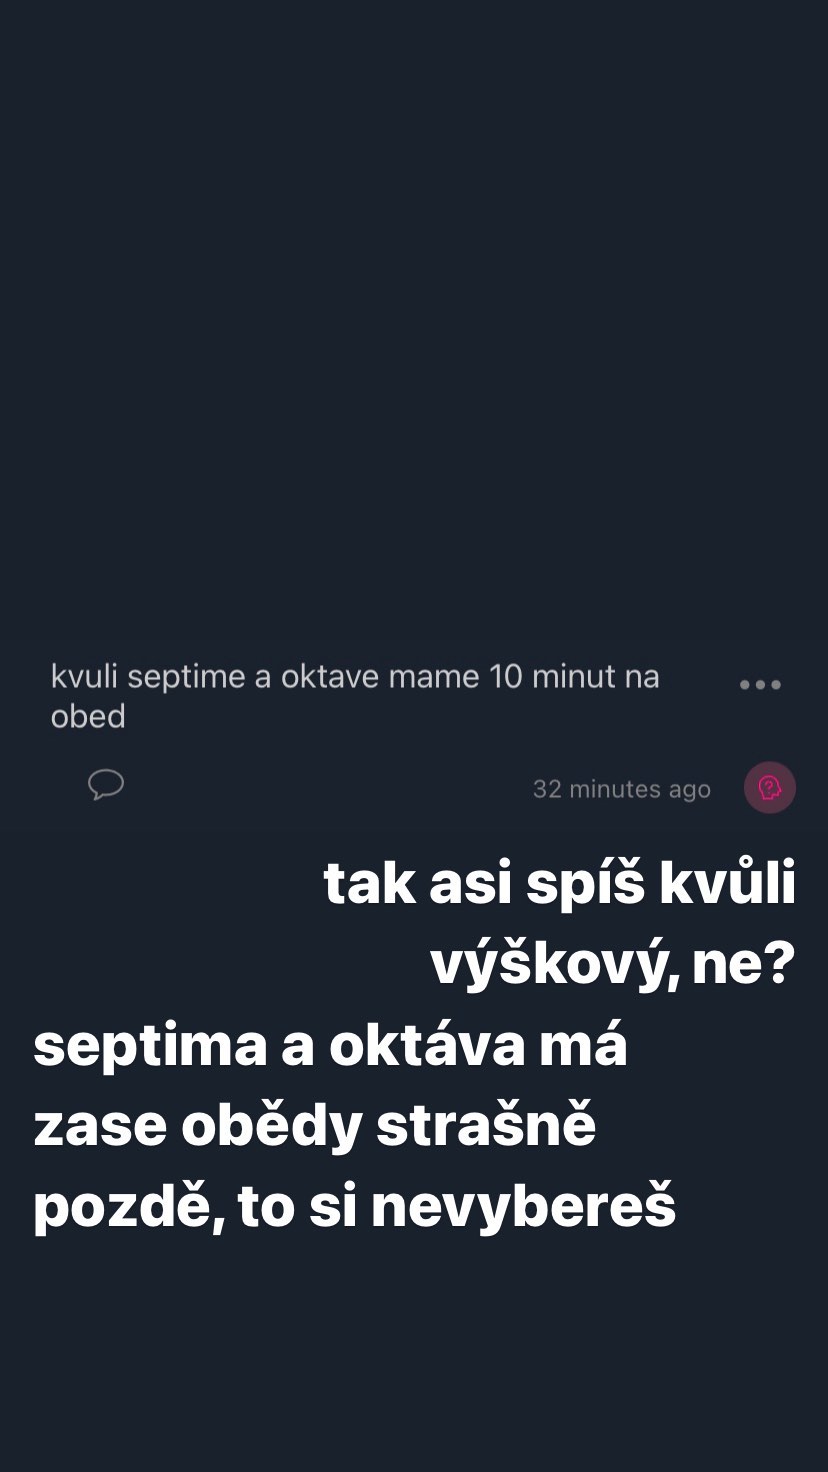 kvuli septime a oktave mame 10 minut na
obed
32 minutes ago
tak asi spíš kvůli
výškový, ne?
septima a oktáva má
zase obědy strašně
pozdě, to si nevybereš